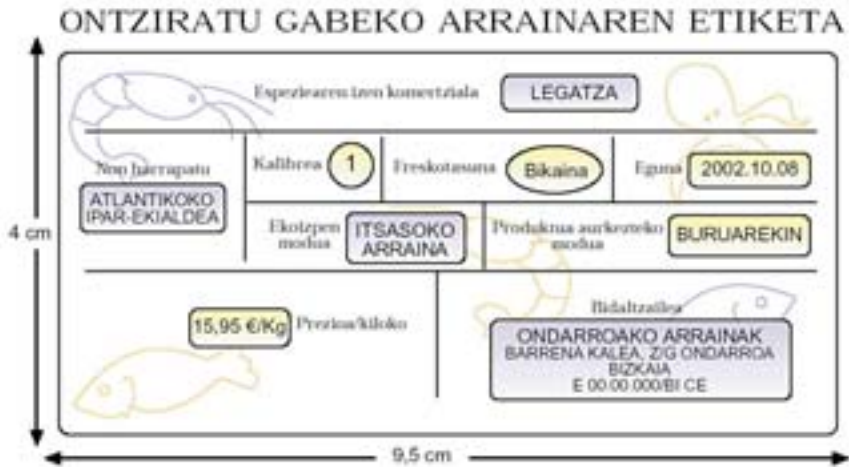 ONTZIRATU GABEKO ARRAINAREN ETIKETA
Espeziearen izen komertziala LEGATZA
Non harrapatu
ATLANTIKOKO
IPAR-EKIALDEA
Kalibrea 1
Freskotasuna Bikaina
Eguna 2002.10.08
Ekoizpen
modua
ITSASOKO
ARRAINA
Produktua aurkezteko
modua
BURUAREKIN
4 cm
15,95 €/Kg Prezioa/kiloko
Bidaltzailea
ONDARROAKO ARRAINAK
BARRENA KALEA, Z/G ONDARROA
BIZKAIA
E 00.00.000/BI CE
9,5 cm